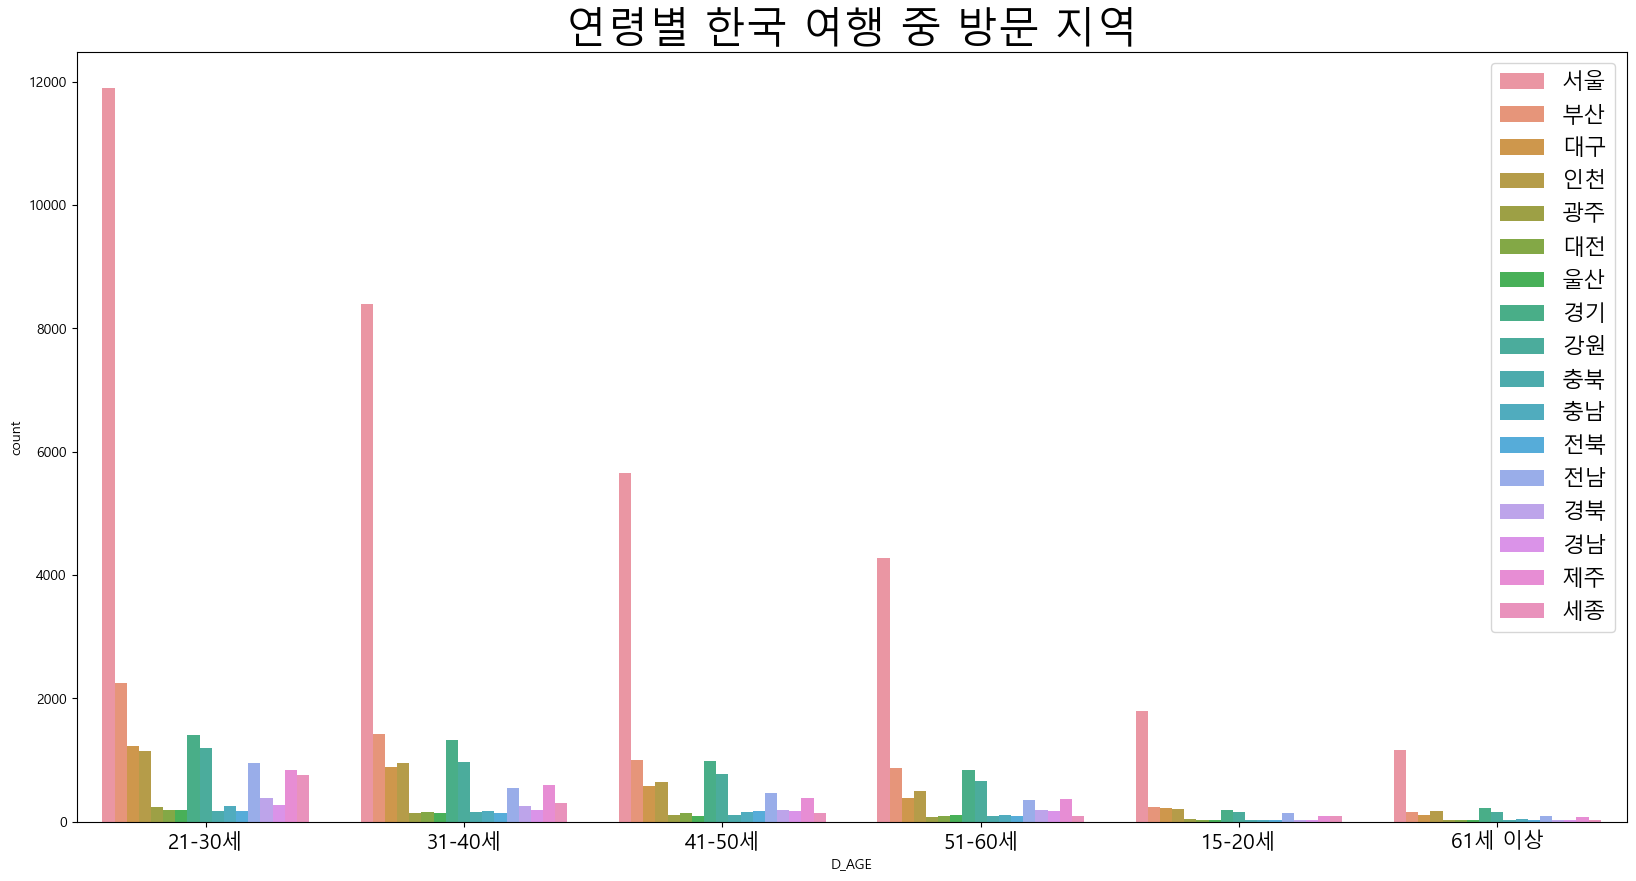 연령별 한국 여행 중 방문 지역
12000
10000
8000
6000
4000
2000
0
count
서울
부산
대구
인천
광주
대전
울산
경기
강원
충북
충남
전북
전남
경북
경남
제주
세종
21-30세
31-40세
41-50세
51-60세
15-20세
61세 이상
D_AGE